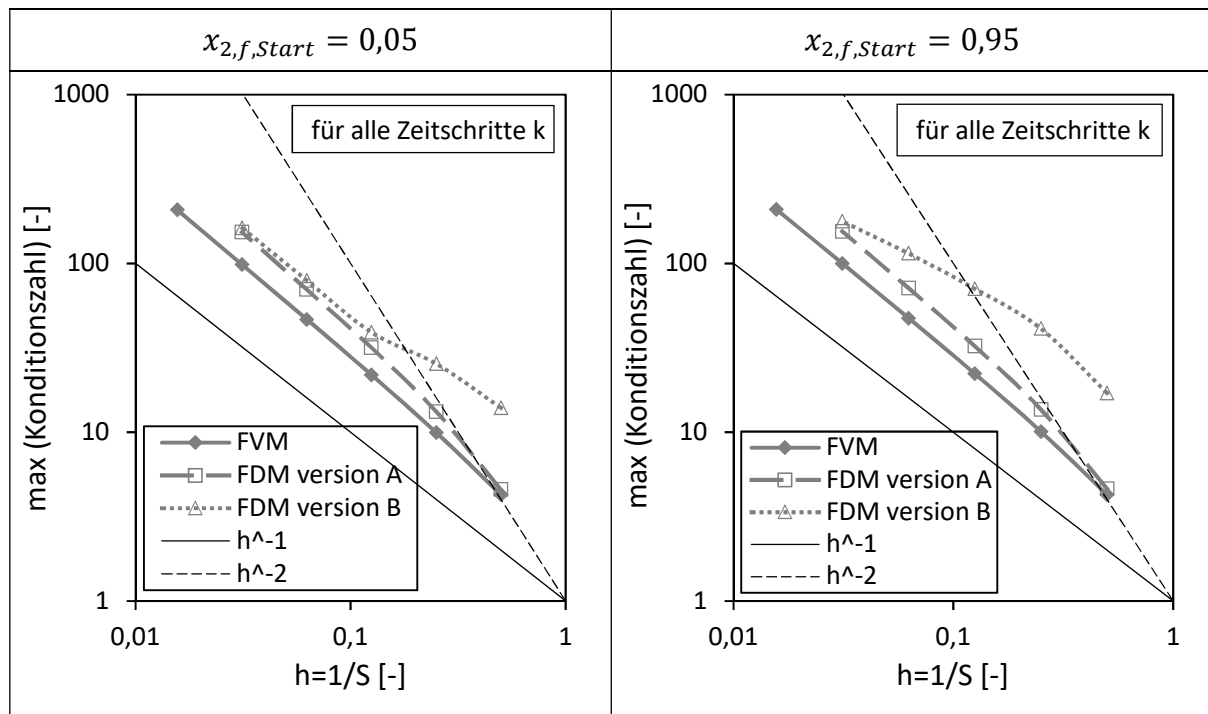 x_{2,f,Start} = 0,05
x_{2,f,Start} = 0,95
1000
100
10
1
max (Konditionszahl) [-]
für alle Zeitschritte k
FVM
FDM version A
FDM version B
h^-1
h^-2
0,01
0,1
1
h=1/S [-]
1000
100
10
1
max (Konditionszahl) [-]
für alle Zeitschritte k
FVM
FDM version A
FDM version B
h^-1
h^-2
0,01
0,1
1
h=1/S [-]